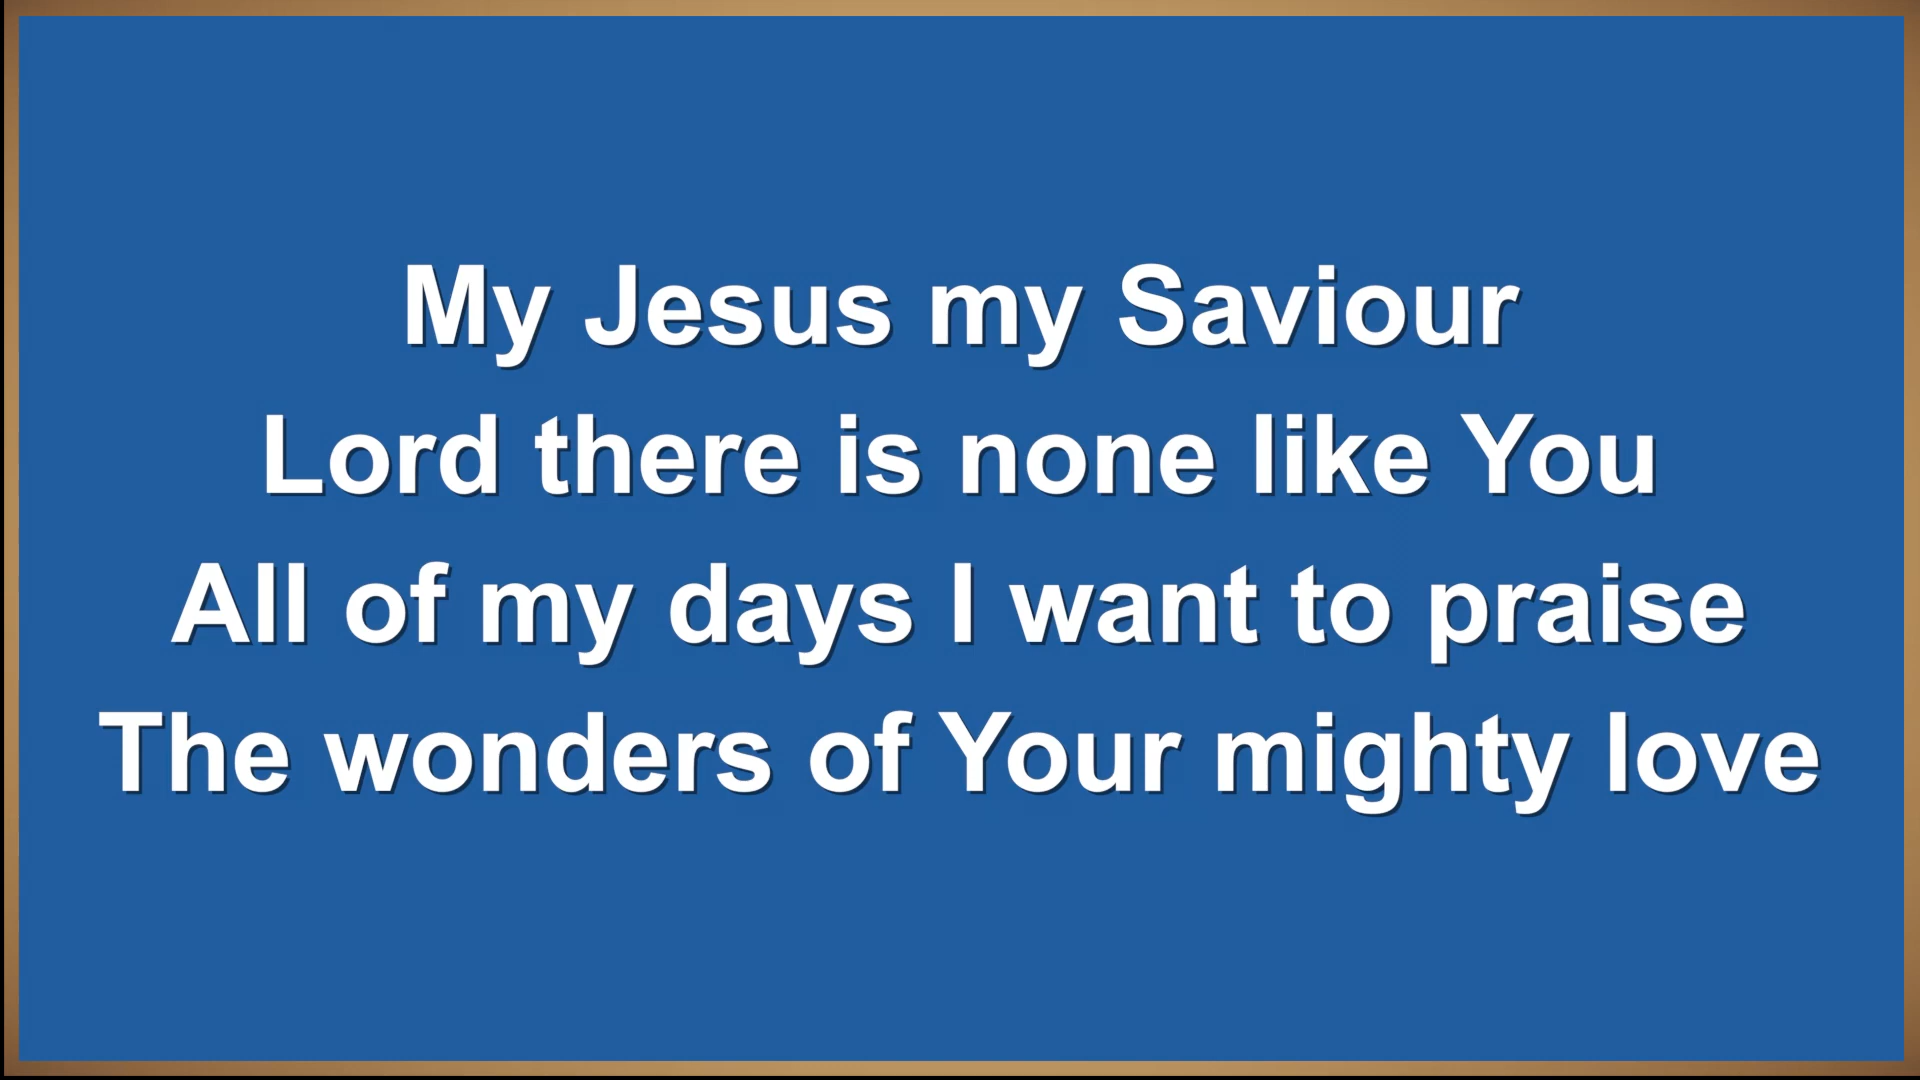 My Jesus my Saviour
Lord there is none like You
All of my days I want to praise
The wonders of Your mighty love